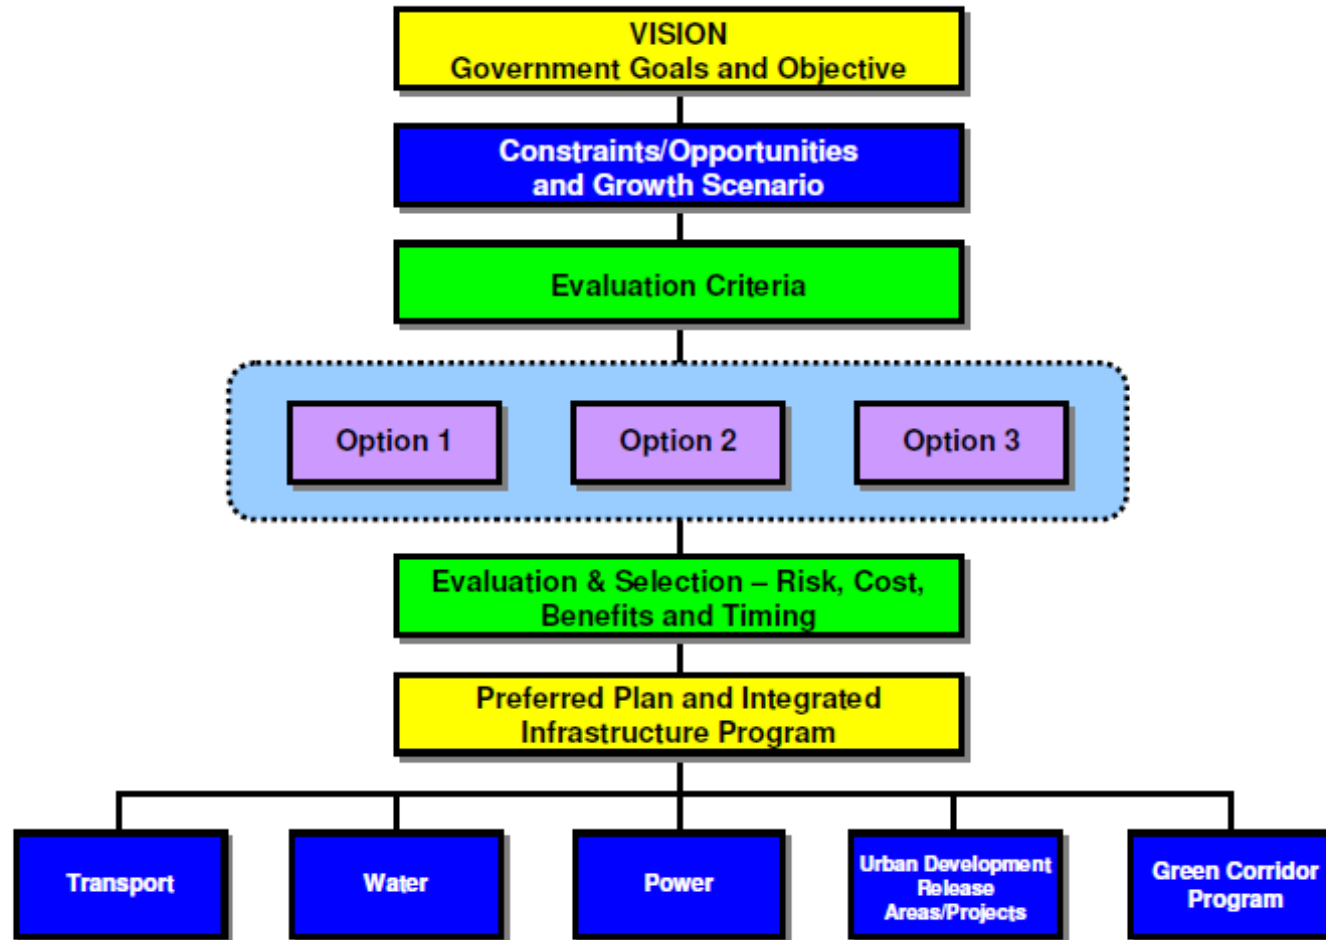 VISION
Government Goals and Objective
Constraints/Opportunities
and Growth Scenario
Evaluation Criteria
Option 1
Option 2
Option 3
Evaluation & Selection – Risk, Cost,
Benefits and Timing
Preferred Plan and Integrated
Infrastructure Program
Transport
Water
Power
Urban Development
Release
Areas/Projects
Green Corridor
Program